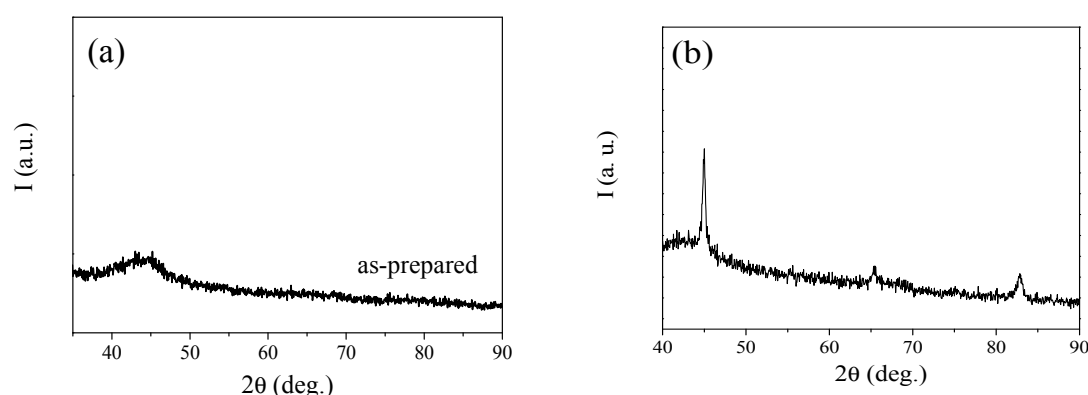 (a)
I (a.u.)
as-prepared
40 50 60 70 80 90
2θ (deg.)
(b)
I (a. u.)
40 50 60 70 80 90
2θ (deg.)